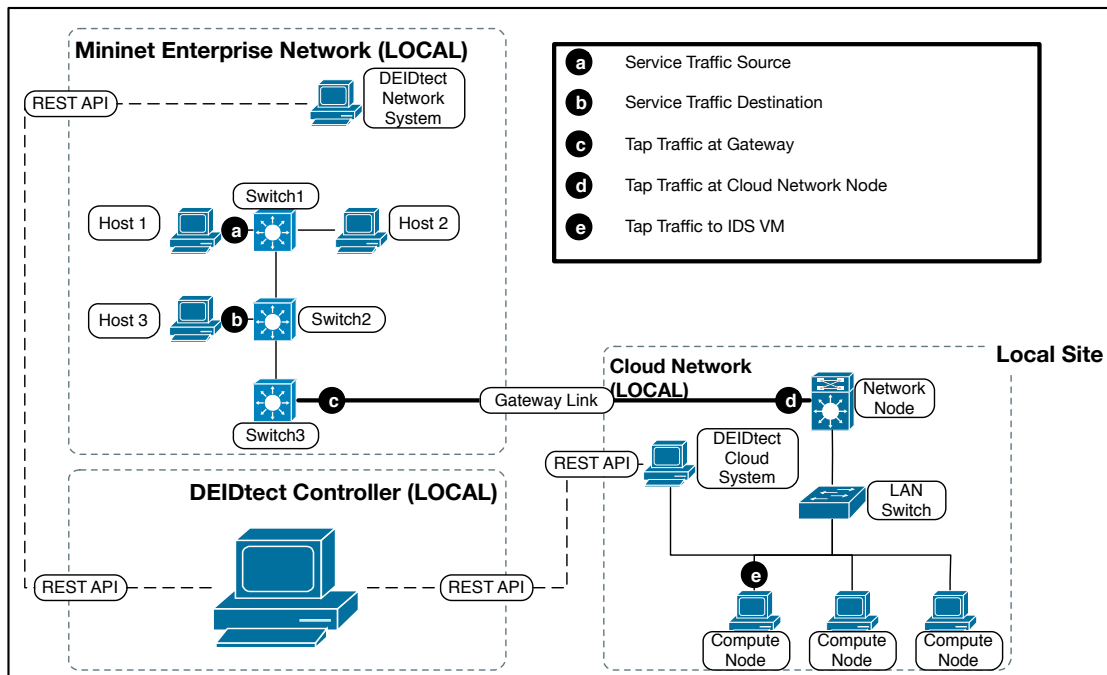 Mininet Enterprise Network (LOCAL)
REST API
DEIDtect
Network
System
Switch1
Host 1
a
Host 2
Host 3
b
Switch2
c
Switch3
Gateway Link
a Service Traffic Source
b Service Traffic Destination
c Tap Traffic at Gateway
d Tap Traffic at Cloud Network Node
e Tap Traffic to IDS VM
Local Site
Cloud Network
(LOCAL)
d
Network
Node
REST API
DEIDtect
Cloud
System
LAN
Switch
e
Compute
Node
Compute
Node
Compute
Node
DEIDtect Controller (LOCAL)
REST API
REST API